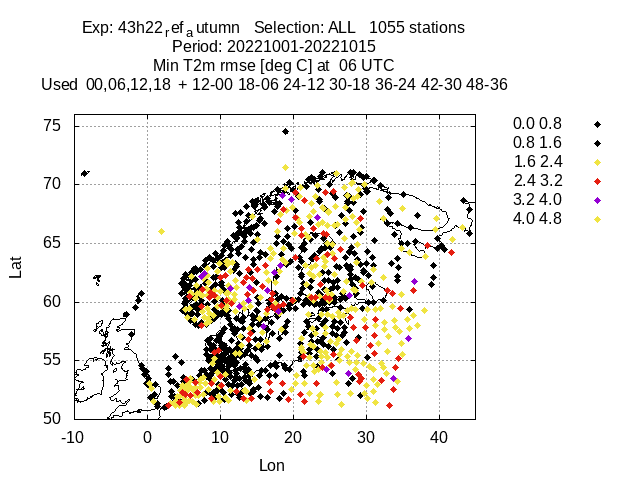 Exp: 43h22ref autumn   Selection: ALL   1055 stations
Period: 20221001-20221015
Min T2m rmse [deg C] at  06 UTC
Used  00,06,12,18  + 12-00 18-06 24-12 30-18 36-24 42-30 48-36
0.0 0.8
0.8 1.6
1.6 2.4
2.4 3.2
3.2 4.0
4.0 4.8
75
70
65
60
55
50
Lat
-10 0 10 20 30 40
Lon